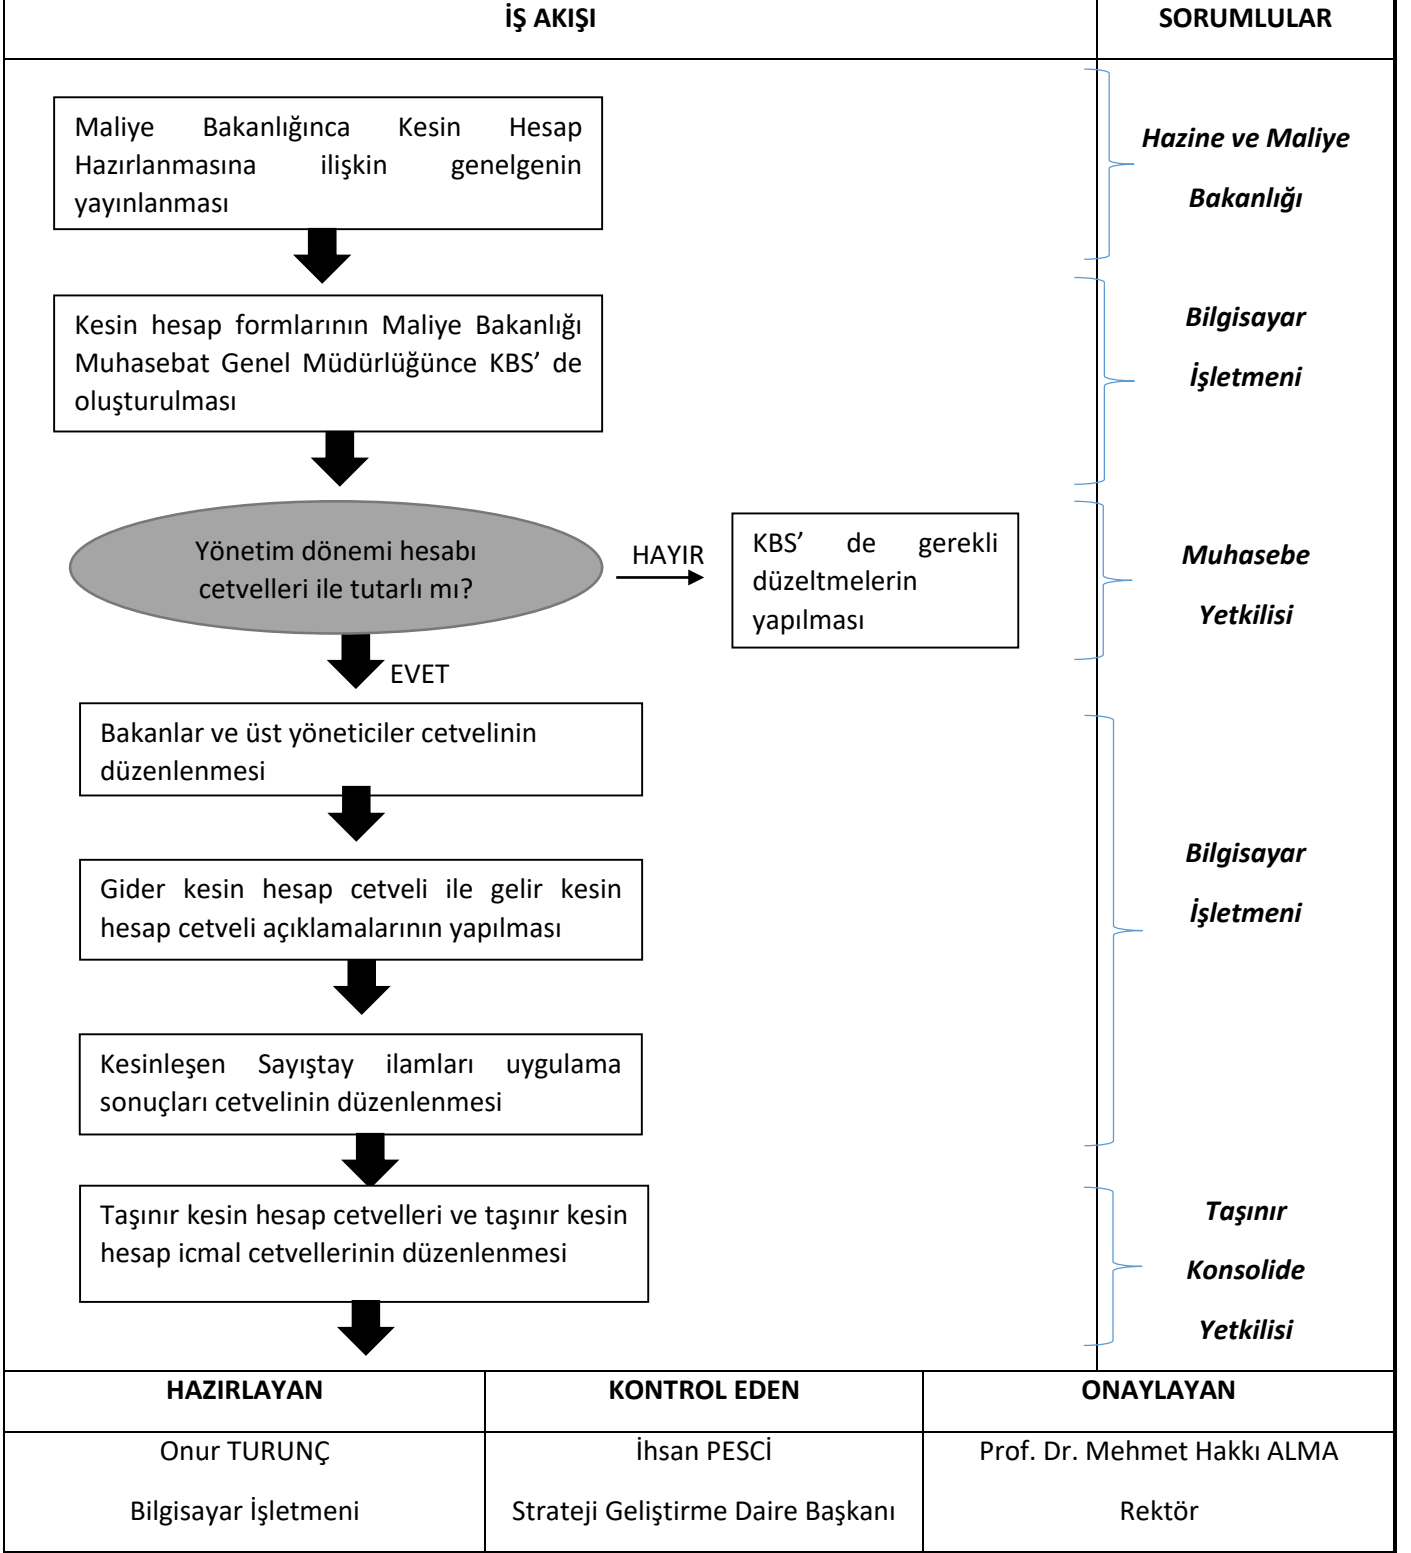 İŞ AKIŞI
SORUMLULAR
Maliye Bakanlığınca Kesin Hesap
Hazırlanmasına ilişkin genelgenin
yayınlanması
Hazine ve Maliye
Bakanlığı
Kesin hesap formlarının Maliye Bakanlığı
Muhasebat Genel Müdürlüğünce KBS’ de
oluşturulması
Bilgisayar
İşletmeni
Yönetim dönemi hesabı
cetvelleri ile tutarlı mı?
HAYIR
KBS’ de gerekli
düzeltmelerin
yapılması
Muhasebe
Yetkilisi
EVET
Bakanlar ve üst yöneticiler cetvelinin
düzenlenmesi
Gider kesin hesap cetveli ile gelir kesin
hesap cetveli açıklamalarının yapılması
Bilgisayar
İşletmeni
Kesinleşen Sayıştay ilamları uygulama
sonuçları cetvelinin düzenlenmesi
Taşınır kesin hesap cetvelleri ve taşınır kesin
hesap icmal cetvellerinin düzenlenmesi
Taşınır
Konsolide
Yetkilisi
HAZIRLAYAN
KONTROL EDEN
ONAYLAYAN
Onur TURUNÇ
İhsan PESCİ
Prof. Dr. Mehmet Hakkı ALMA
Bilgisayar İşletmeni
Strateji Geliştirme Daire Başkanı
Rektör